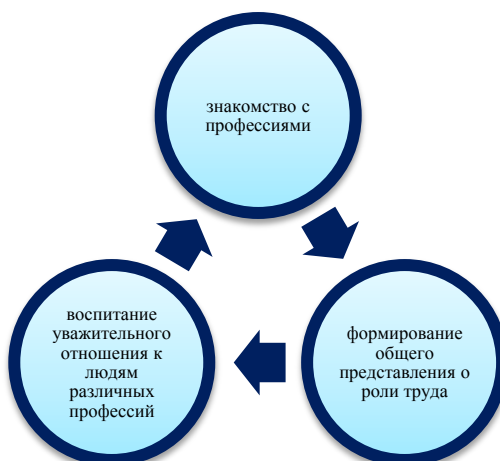 знакомство с
профессиями
воспитание
уважительного
отношения к
людям
различных
профессий
формирование
общего
представления о
роли труда